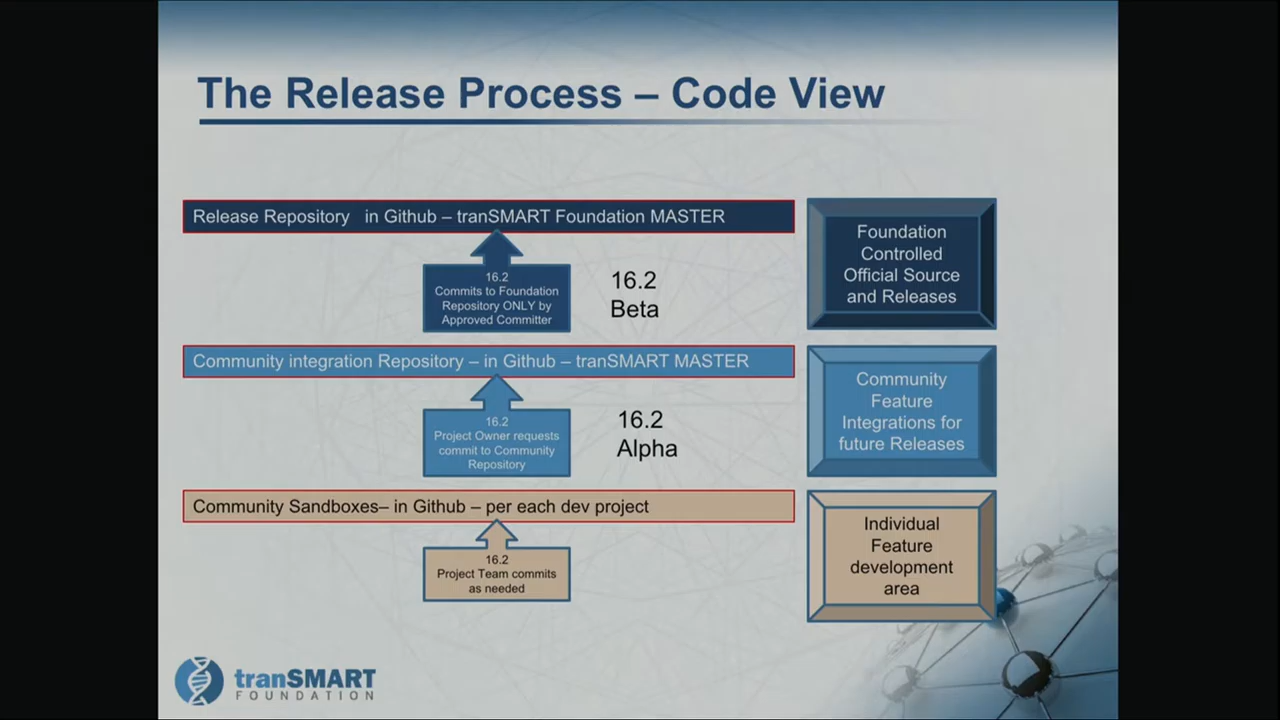 The Release Process – Code View
Release Repository in Github – tranSMART Foundation MASTER
16.2
Commits to Foundation
Repository ONLY by
Approved Committer
16.2
Beta
Foundation
Controlled
Official Source
and Releases
Community integration Repository – in Github – tranSMART MASTER
16.2
Project Owner requests
commit to Community
Repository
16.2
Alpha
Community
Feature
Integrations for
future Releases
Community Sandboxes– in Github – per each dev project
16.2
Project Team commits
as needed
Individual
Feature
development
area
tranSMART
FOUNDATION